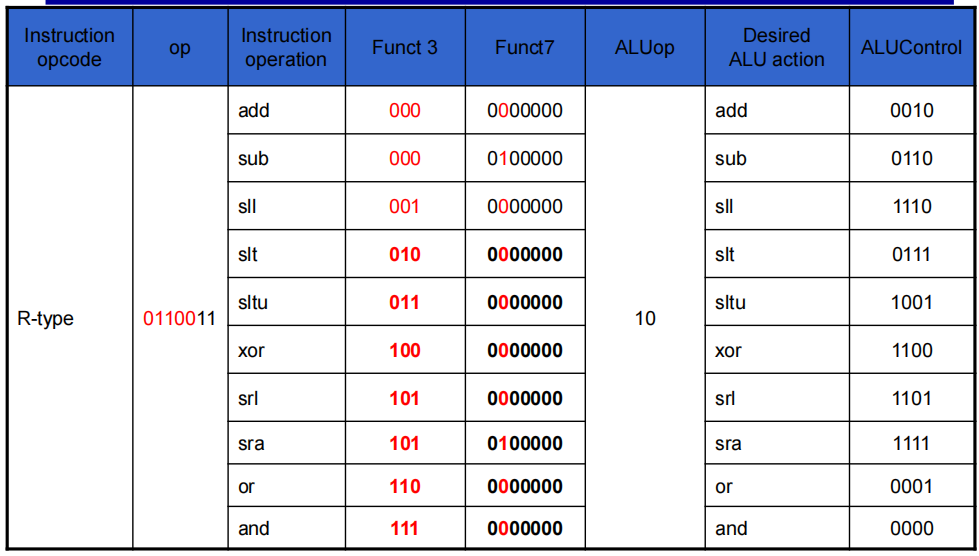 Instruction opcode op Instruction operation Funct 3 Funct7 ALUop Desired ALU action ALUControl
add 000 0000000 add 0010
sub 000 0100000 sub 0110
sll 001 0000000 sll 1110
slt 010 0000000 slt 0111
R-type 0110011 sltu 011 0000000 10 sltu 1001
xor 100 0000000 xor 1100
srl 101 0000000 srl 1101
sra 101 0100000 sra 1111
or 110 0000000 or 0001
and 111 0000000 and 0000